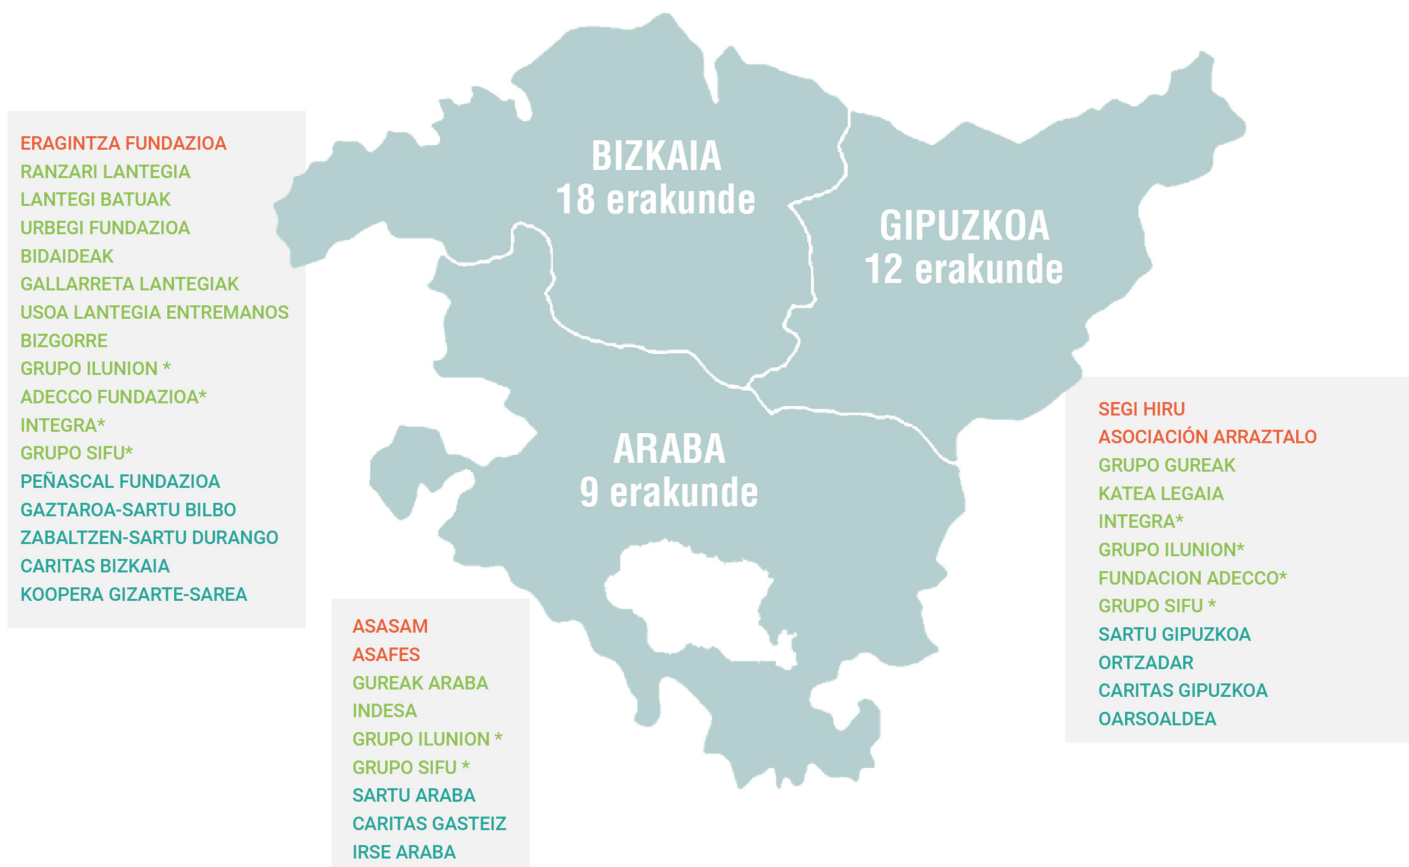 BIZKAIA
18 erakunde
GIPUZKOA
12 erakunde
ARABA
9 erakunde
ERAGINTZA FUNDAZIOA
RANZARI LANTEGIA
LANTEGI BATUAK
URBEGI FUNDAZIOA
BIDAIDEAK
GALLARRETA LANTEGIAK
USOA LANTEGIA ENTREMANOS
BIZGORRE
GRUPO ILUNION *
ADECCO FUNDAZIOA*
INTEGRA*
GRUPO SIFU*
PEÑASCAL FUNDAZIOA
GAZTAROA-SARTU BILBO
ZABALTZEN-SARTU DURANGO
CARITAS BIZKAIA
KOOPERA GIZARTE-SAREA
ASASAM
ASAFES
GUREAK ARABA
INDESA
GRUPO ILUNION *
GRUPO SIFU *
SARTU ARABA
CARITAS GASTEIZ
IRSE ARABA
SEGI HIRU
ASOCIACIÓN ARRAZTALO
GRUPO GUREAK
KATEA LEGAIA
INTEGRA*
GRUPO ILUNION*
FUNDACION ADECCO*
GRUPO SIFU *
SARTU GIPUZKOA
ORTZADAR
CARITAS GIPUZKOA
OARSOALDEA